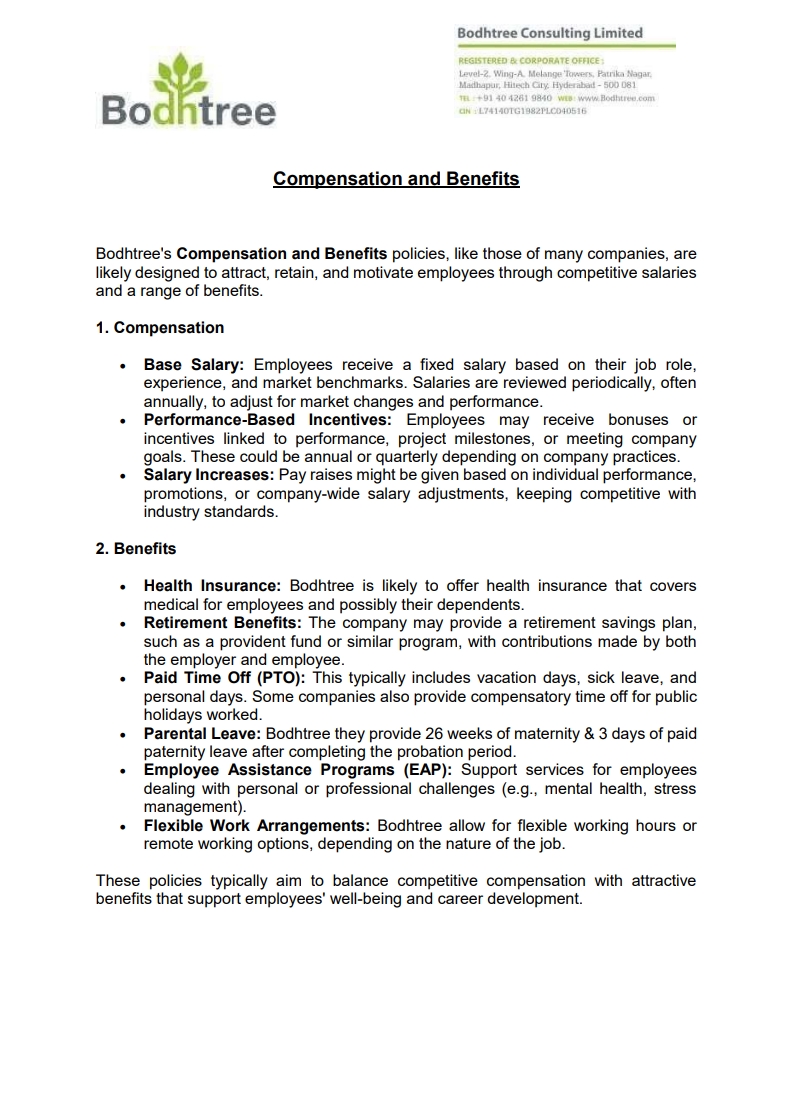 Bodhtree
Bodhtree Consulting Limited
REGISTERED & CORPORATE OFFICE :
Level-2, Wing-A, Melange Towers, Patrika Nagar,
Madhapur, Hitech City, Hyderabad - 500 081
TEL : +91 40 4261 9840 WEB: www.Bodhtree.com
CIN : L74140TG1982PLC040516
Compensation and Benefits
Bodhtree's Compensation and Benefits policies, like those of many companies, are
likely designed to attract, retain, and motivate employees through competitive salaries
and a range of benefits.
1. Compensation
• Base Salary: Employees receive a fixed salary based on their job role,
experience, and market benchmarks. Salaries are reviewed periodically, often
annually, to adjust for market changes and performance.
• Performance-Based Incentives: Employees may receive bonuses or
incentives linked to performance, project milestones, or meeting company
goals. These could be annual or quarterly depending on company practices.
• Salary Increases: Pay raises might be given based on individual performance,
promotions, or company-wide salary adjustments, keeping competitive with
industry standards.
2. Benefits
• Health Insurance: Bodhtree is likely to offer health insurance that covers
medical for employees and possibly their dependents.
• Retirement Benefits: The company may provide a retirement savings plan,
such as a provident fund or similar program, with contributions made by both
the employer and employee.
• Paid Time Off (PTO): This typically includes vacation days, sick leave, and
personal days. Some companies also provide compensatory time off for public
holidays worked.
• Parental Leave: Bodhtree they provide 26 weeks of maternity & 3 days of paid
paternity leave after completing the probation period.
• Employee Assistance Programs (EAP): Support services for employees
dealing with personal or professional challenges (e.g., mental health, stress
management).
• Flexible Work Arrangements: Bodhtree allow for flexible working hours or
remote working options, depending on the nature of the job.
These policies typically aim to balance competitive compensation with attractive
benefits that support employees' well-being and career development.